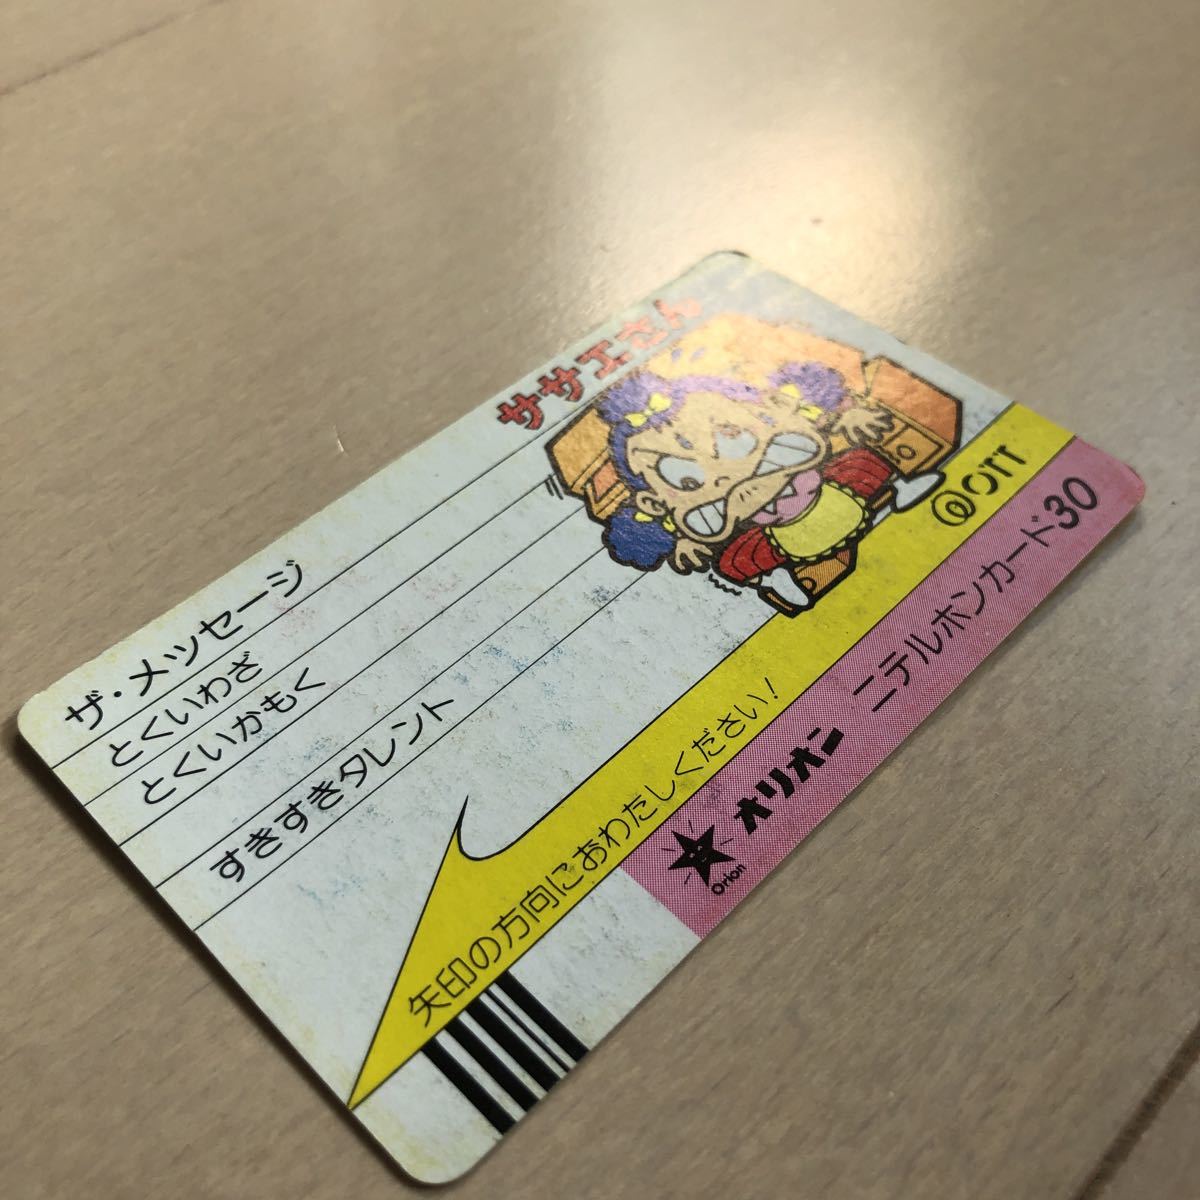 ササエさん
ザ・メッセージ
とくいわざ
とくいかもく
すきすきタレント
矢印の方向におわたしください!
オリオン
Orion
ニテルホンカード30